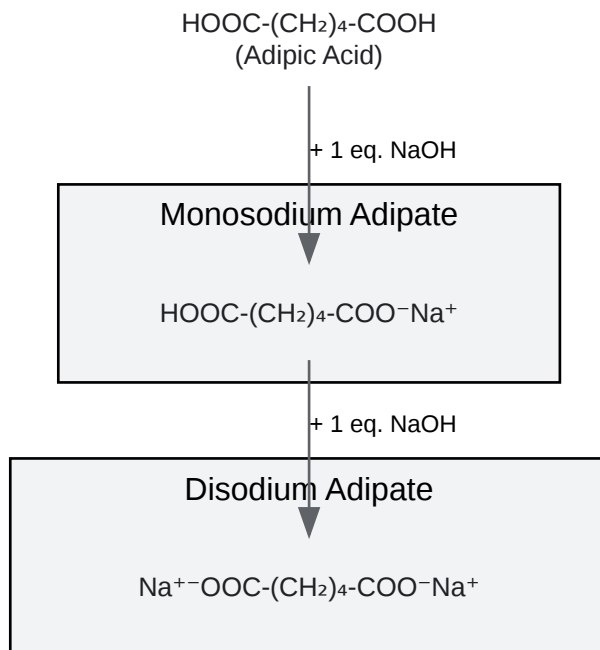 HOOC-(CH₂)₄-COOH
(Adipic Acid)
+ 1 eq. NaOH
Monosodium Adipate
HOOC-(CH₂)₄-COO⁻Na⁺
+ 1 eq. NaOH
Disodium Adipate
Na⁺⁻OOC-(CH₂)₄-COO⁻Na⁺